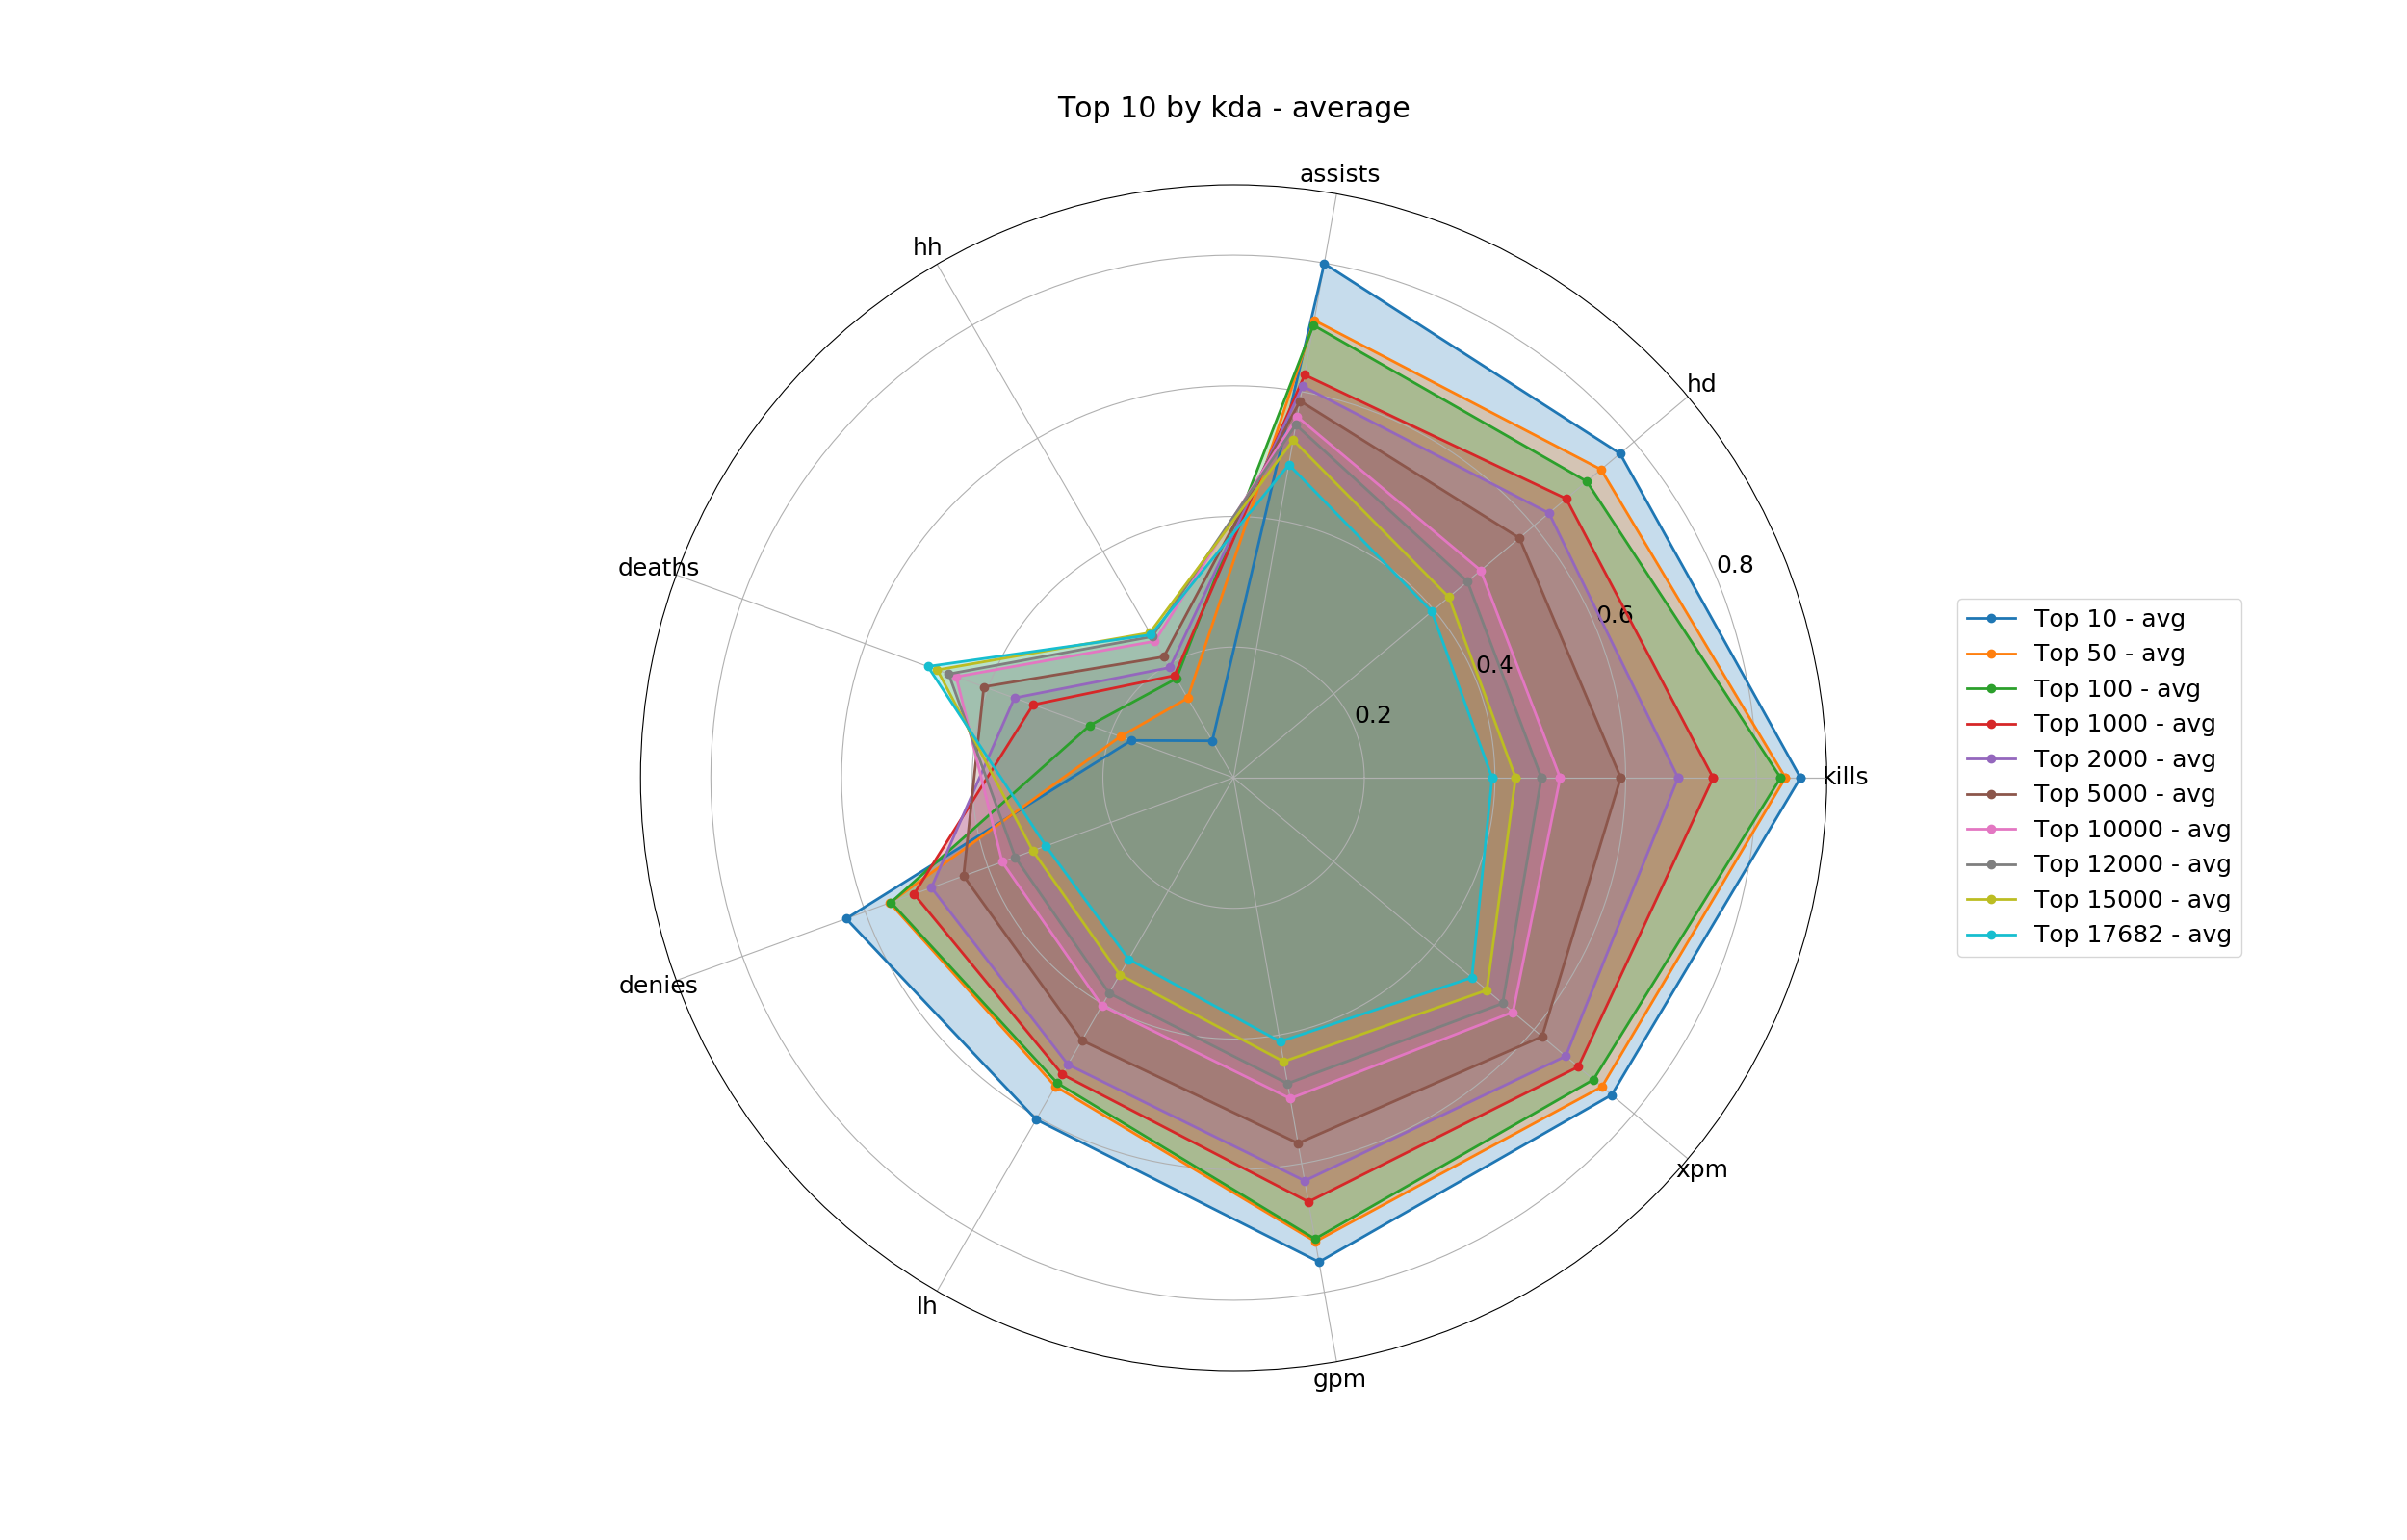 Top 10 by kda - average
assists
hh
hd
deaths
0.8
0.6
0.4
0.2
kills
denies
xpm
lh
gpm
Top 10 - avg
Top 50 - avg
Top 100 - avg
Top 1000 - avg
Top 2000 - avg
Top 5000 - avg
Top 10000 - avg
Top 12000 - avg
Top 15000 - avg
Top 17682 - avg